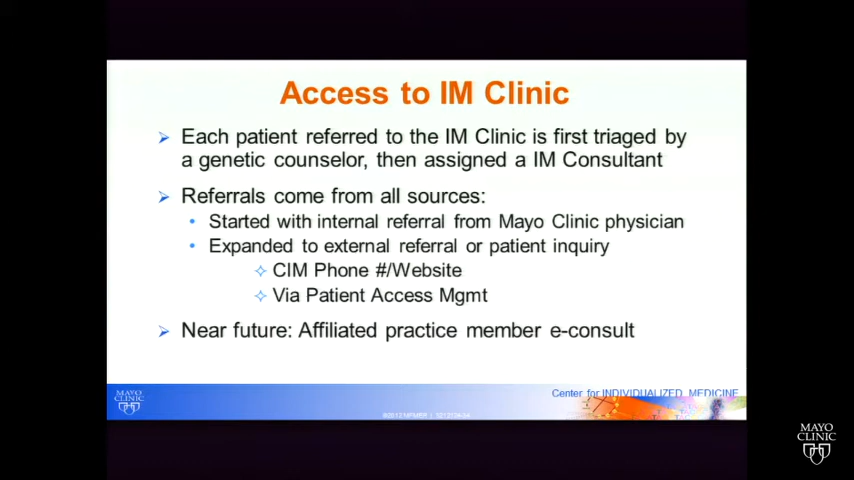 Access to IM Clinic
Each patient referred to the IM Clinic is first triaged by
a genetic counselor, then assigned a IM Consultant
Referrals come from all sources:
Started with internal referral from Mayo Clinic physician
Expanded to external referral or patient inquiry
CIM Phone #/Website
Via Patient Access Mgmt
Near future: Affiliated practice member e-consult
Center for INDIVIDUALIZED MEDICINE
MAYO
CLINIC
MAYO
CLINIC